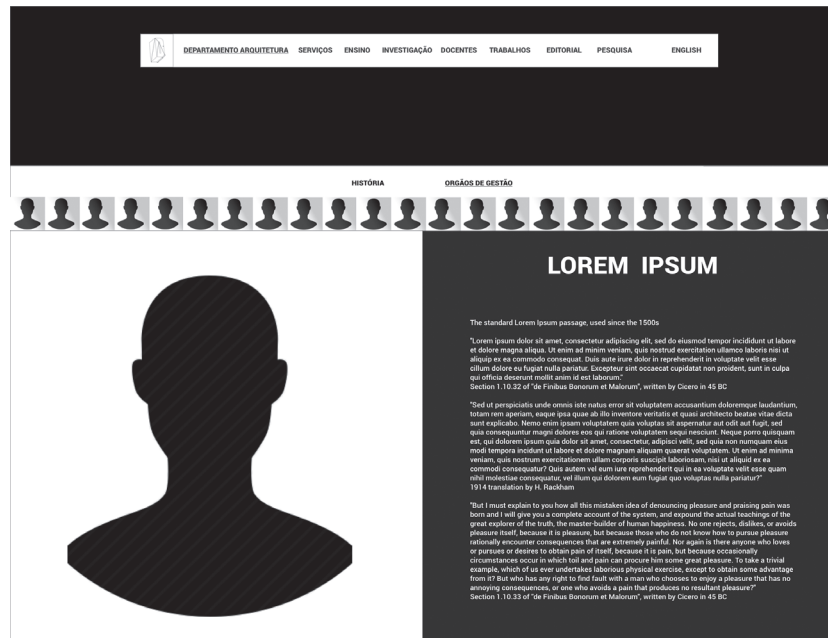 DEPARTAMENTO ARQUITETURA SERVIÇOS ENSINO INVESTIGAÇÃO DOCENTES TRABALHOS EDITORIAL PESQUISA ENGLISH
HISTÓRIA ORGÃOS DE GESTÃO
LOREM IPSUM
The standard Lorem Ipsum passage, used since the 1500s
"Lorem ipsum dolor sit amet, consectetur adipiscing elit, sed do eiusmod tempor incididunt ut labore
et dolore magna aliqua. Ut enim ad minim veniam, quis nostrud exercitation ullamco laboris nisi ut
aliquip ex ea commodo consequat. Duis aute irure dolor in reprehenderit in voluptate velit esse
cillum dolore eu fugiat nulla pariatur. Excepteur sint occaecat cupidatat non proident, sunt in culpa
qui officia deserunt mollit anim id est laborum."
Section 1.10.32 of "de Finibus Bonorum et Malorum", written by Cicero in 45 BC
"Sed ut perspiciatis unde omnis iste natus error sit voluptatem accusantium doloremque laudantium,
totam rem aperiam, eaque ipsa quae ab illo inventore veritatis et quasi architecto beatae vitae dicta
sunt explicabo. Nemo enim ipsam voluptatem quia voluptas sit aspernatur aut odit aut fugit, sed
quia consequuntur magni dolores eos qui ratione voluptatem sequi nesciunt. Neque porro quisquam
est, qui dolorem ipsum quia dolor sit amet, consectetur, adipisci velit, sed quia non numquam eius
modi tempora incidunt ut labore et dolore magnam aliquam quaerat voluptatem. Ut enim ad minima
veniam, quis nostrum exercitationem ullam corporis suscipit laboriosam, nisi ut aliquid ex ea
commodi consequatur? Quis autem vel eum iure reprehenderit qui in ea voluptate velit esse quam
nihil molestiae consequatur, vel illum qui dolorem eum fugiat quo voluptas nulla pariatur?"
1914 translation by H. Rackham
"But I must explain to you how all this mistaken idea of denouncing pleasure and praising pain was
born and I will give you a complete account of the system, and expound the actual teachings of the
great explorer of the truth, the master-builder of human happiness. No one rejects, dislikes, or avoids
pleasure itself, because it is pleasure, but because those who do not know how to pursue pleasure
rationally encounter consequences that are extremely painful. Nor again is there anyone who loves
or pursues or desires to obtain pain of itself, because it is pain, but because occasionally
circumstances occur in which toil and pain can procure him some great pleasure. To take a trivial
example, which of us ever undertakes laborious physical exercise, except to obtain some advantage
from it? But who has any right to find fault with a man who chooses to enjoy a pleasure that has no
annoying consequences, or one who avoids a pain that produces no resultant pleasure?"
Section 1.10.33 of "de Finibus Bonorum et Malorum", written by Cicero in 45 BC